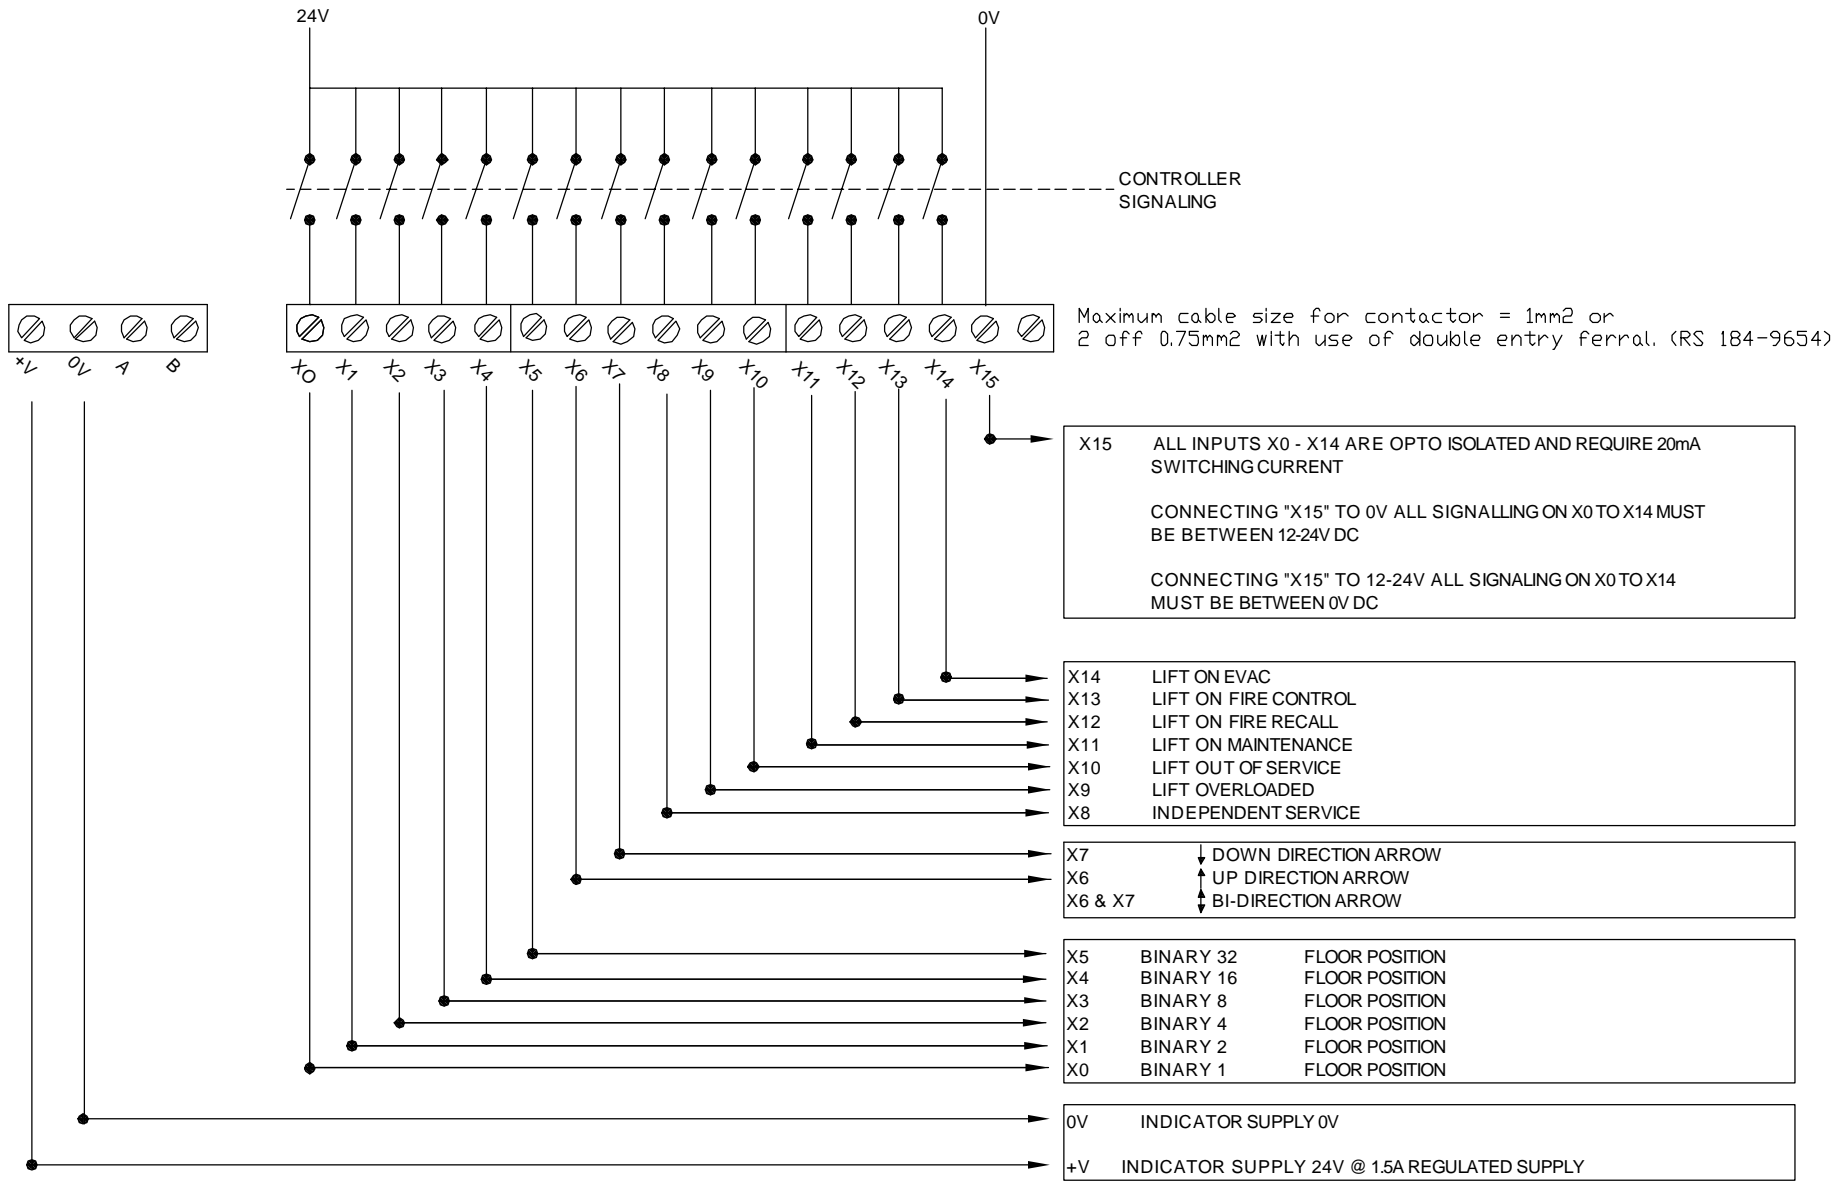 24V
0V
CONTROLLER
SIGNALING
Maximum cable size for contactor = 1mm2 or
2 off 0.75mm2 with use of double entry ferral. (RS 184-9654)
+V 0V A B
XO X1 X2 X3 X4 X5 X6 X7 X8 X9 X10 X11 X12 X13 X14 X15
X15 ALL INPUTS X0 - X14 ARE OPTO ISOLATED AND REQUIRE 20mA
SWITCHING CURRENT
CONNECTING "X15" TO 0V ALL SIGNALLING ON X0 TO X14 MUST
BE BETWEEN 12-24V DC
CONNECTING "X15" TO 12-24V ALL SIGNALING ON X0 TO X14
MUST BE BETWEEN 0V DC
X14 LIFT ON EVAC
X13 LIFT ON FIRE CONTROL
X12 LIFT ON FIRE RECALL
X11 LIFT ON MAINTENANCE
X10 LIFT OUT OF SERVICE
X9 LIFT OVERLOADED
X8 INDEPENDENT SERVICE
X7 DOWN DIRECTION ARROW
X6 UP DIRECTION ARROW
X6 & X7 BI-DIRECTION ARROW
X5 BINARY 32 FLOOR POSITION
X4 BINARY 16 FLOOR POSITION
X3 BINARY 8 FLOOR POSITION
X2 BINARY 4 FLOOR POSITION
X1 BINARY 2 FLOOR POSITION
X0 BINARY 1 FLOOR POSITION
0V INDICATOR SUPPLY 0V
+V INDICATOR SUPPLY 24V @ 1.5A REGULATED SUPPLY